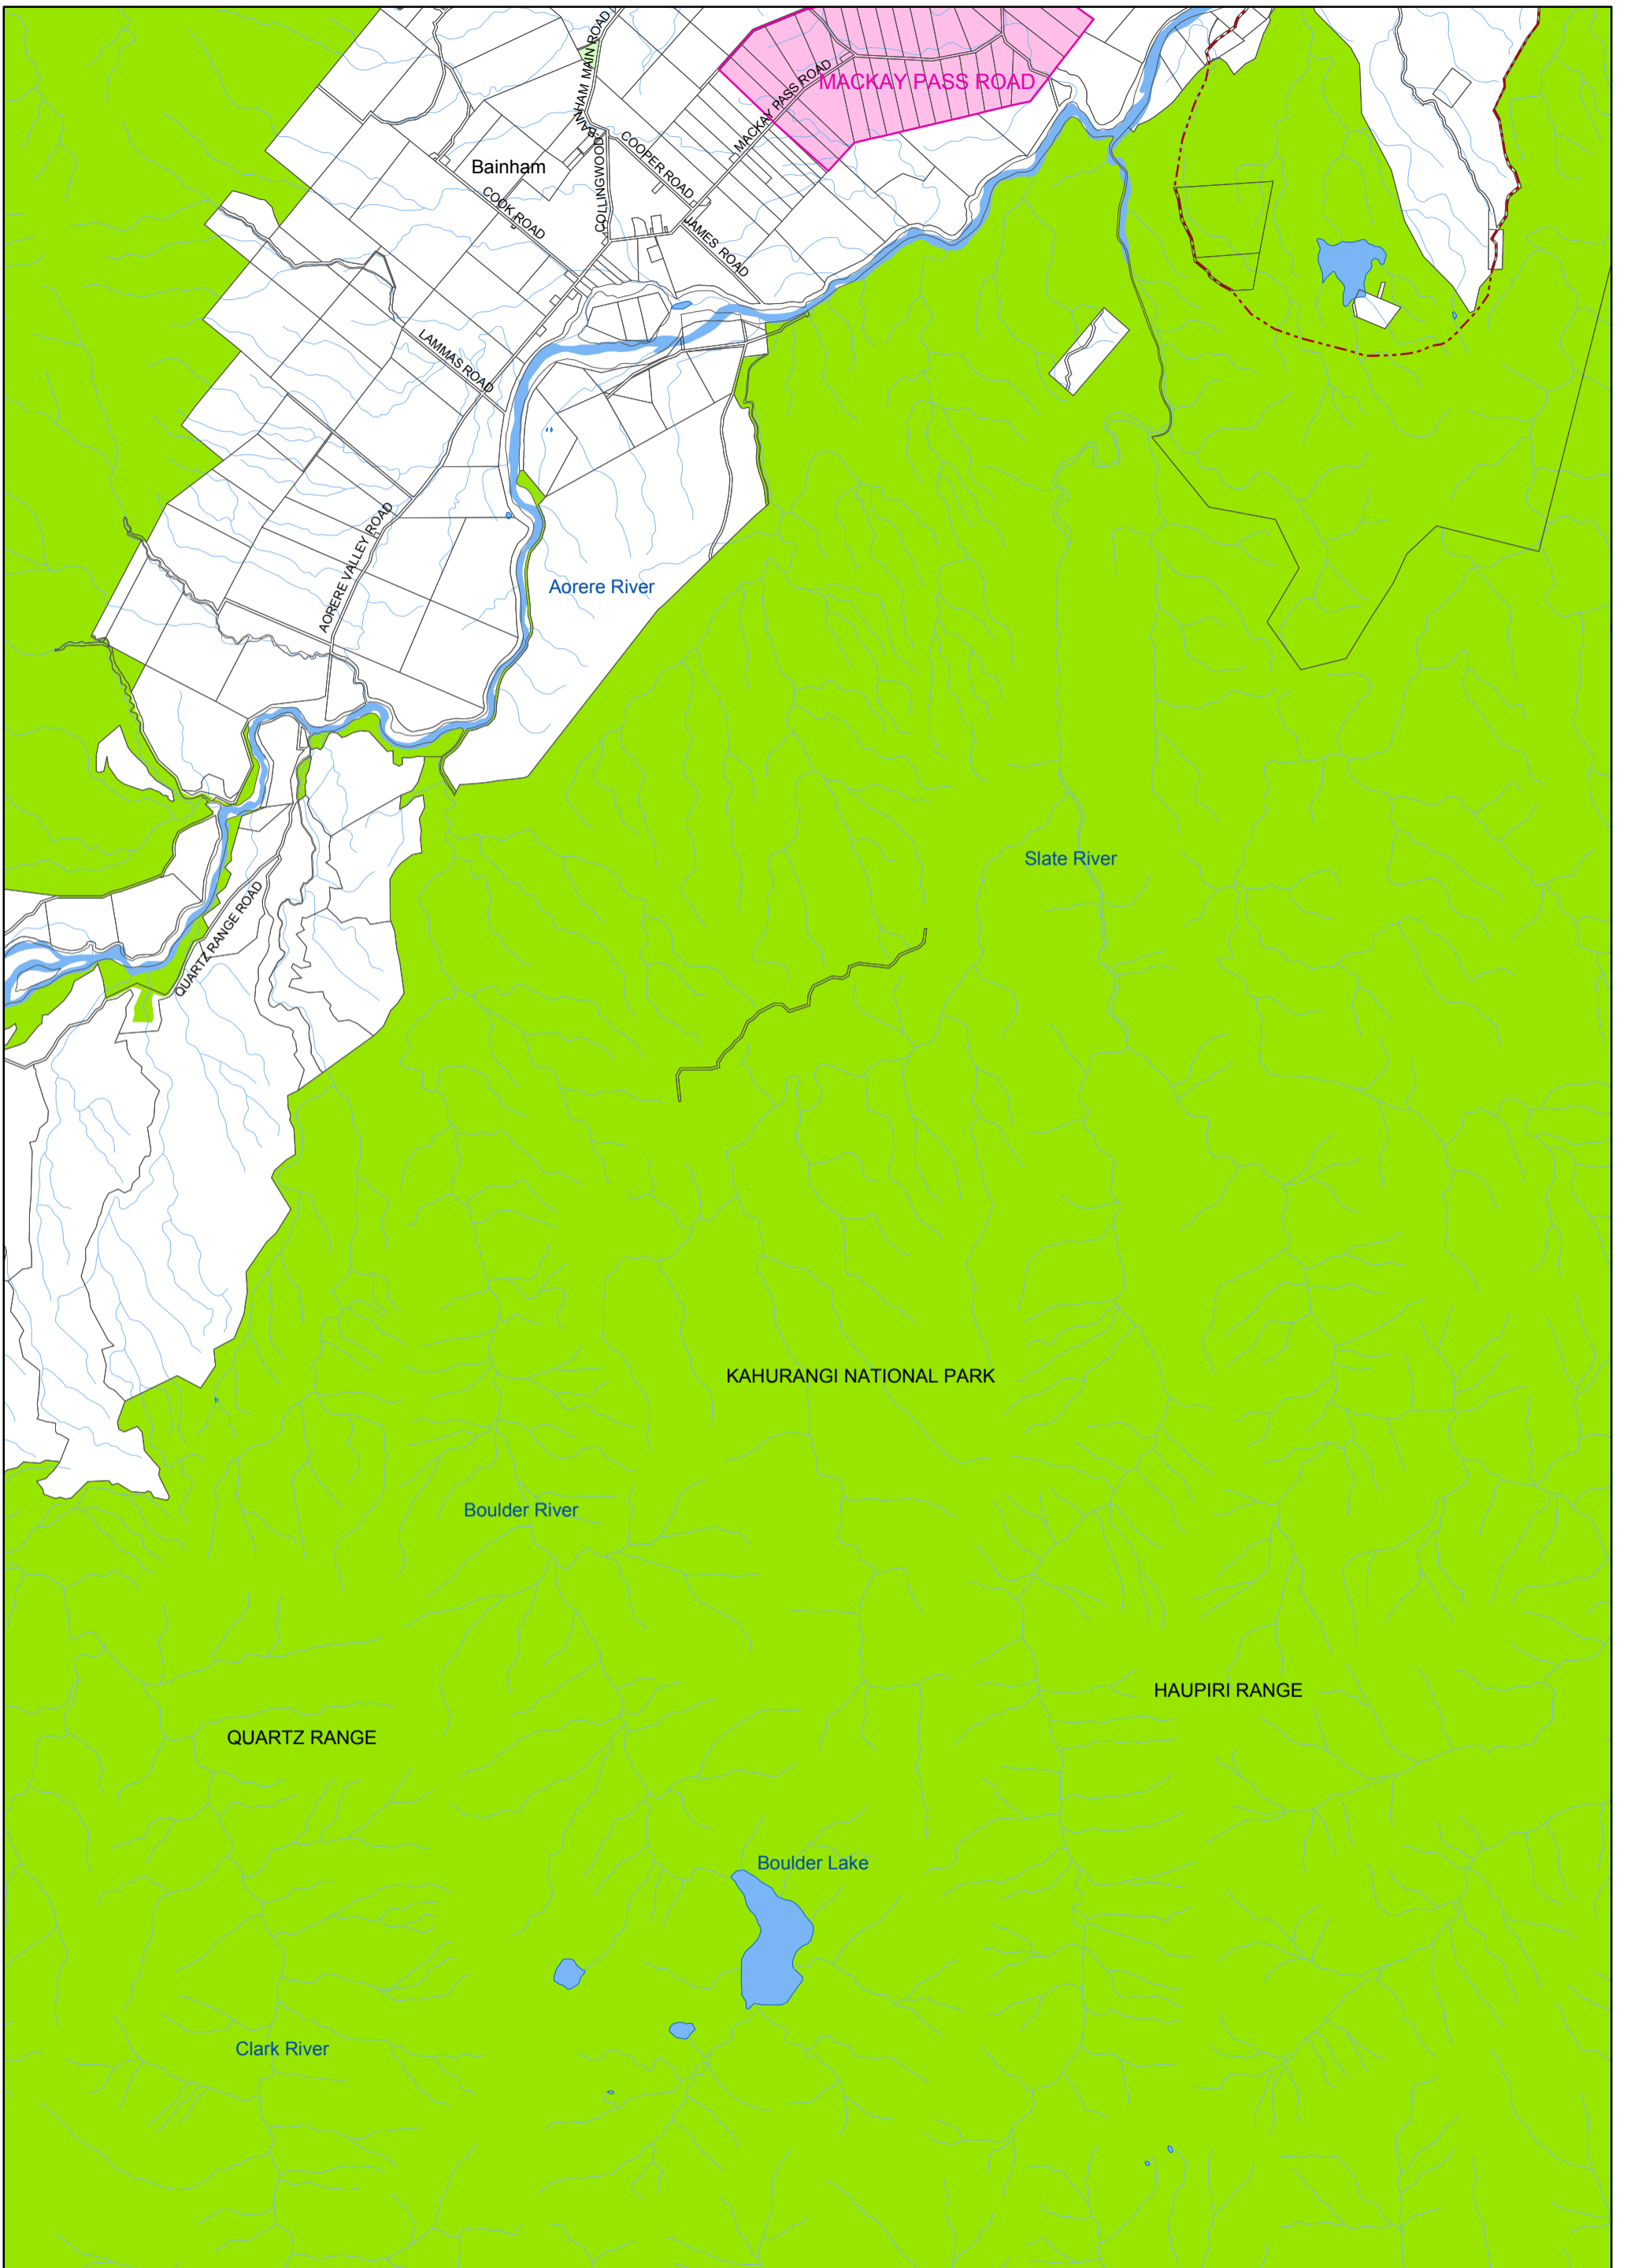 BAINHAM MAIN ROAD
MACKAY PASS ROAD
MACKAY PASS ROAD
Bainham
COOPER ROAD
COLLINGWOOD
COOK ROAD
JAMES ROAD
LAMMAS ROAD
AORERE VALLEY ROAD
Aorere River
Slate River
QUARTZ RANGE ROAD
KAHURANGI NATIONAL PARK
Boulder River
HAUPIRI RANGE
QUARTZ RANGE
Boulder Lake
Clark River